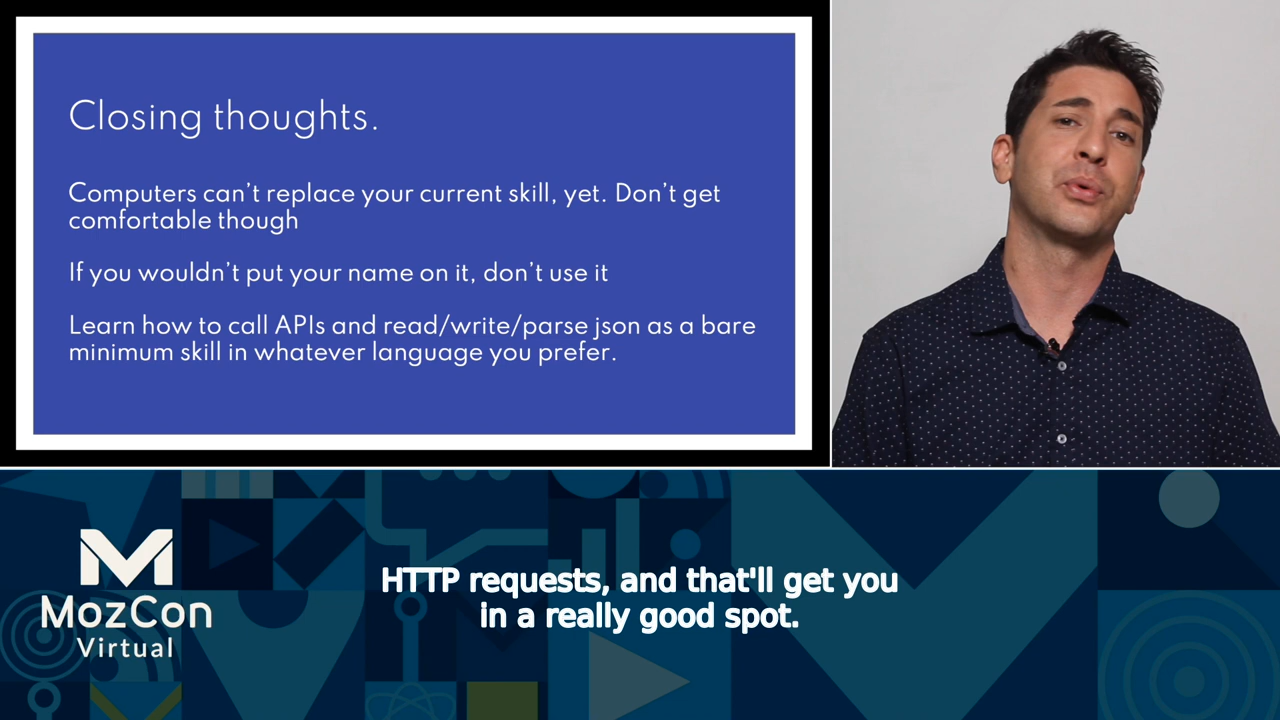 Closing thoughts.
Computers can't replace your current skill, yet. Don't get
comfortable though
If you wouldn't put your name on it, don't use it
Learn how to call APIs and read/write/parse json as a bare
minimum skill in whatever language you prefer.
MozCon
Virtual
HTTP requests, and that'll get you
in a really good spot.